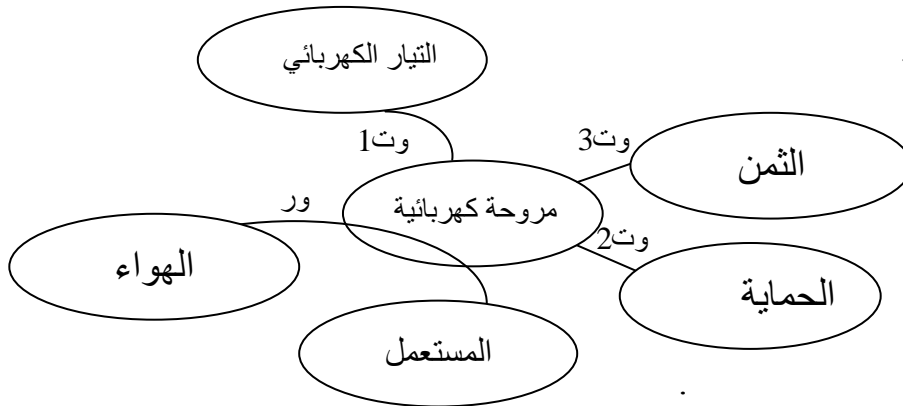 التيار الكهربائي
وت1
وت3
الثمن
مروحة كهربائية
ور
وت2
الهواء
الحماية
المستعمل